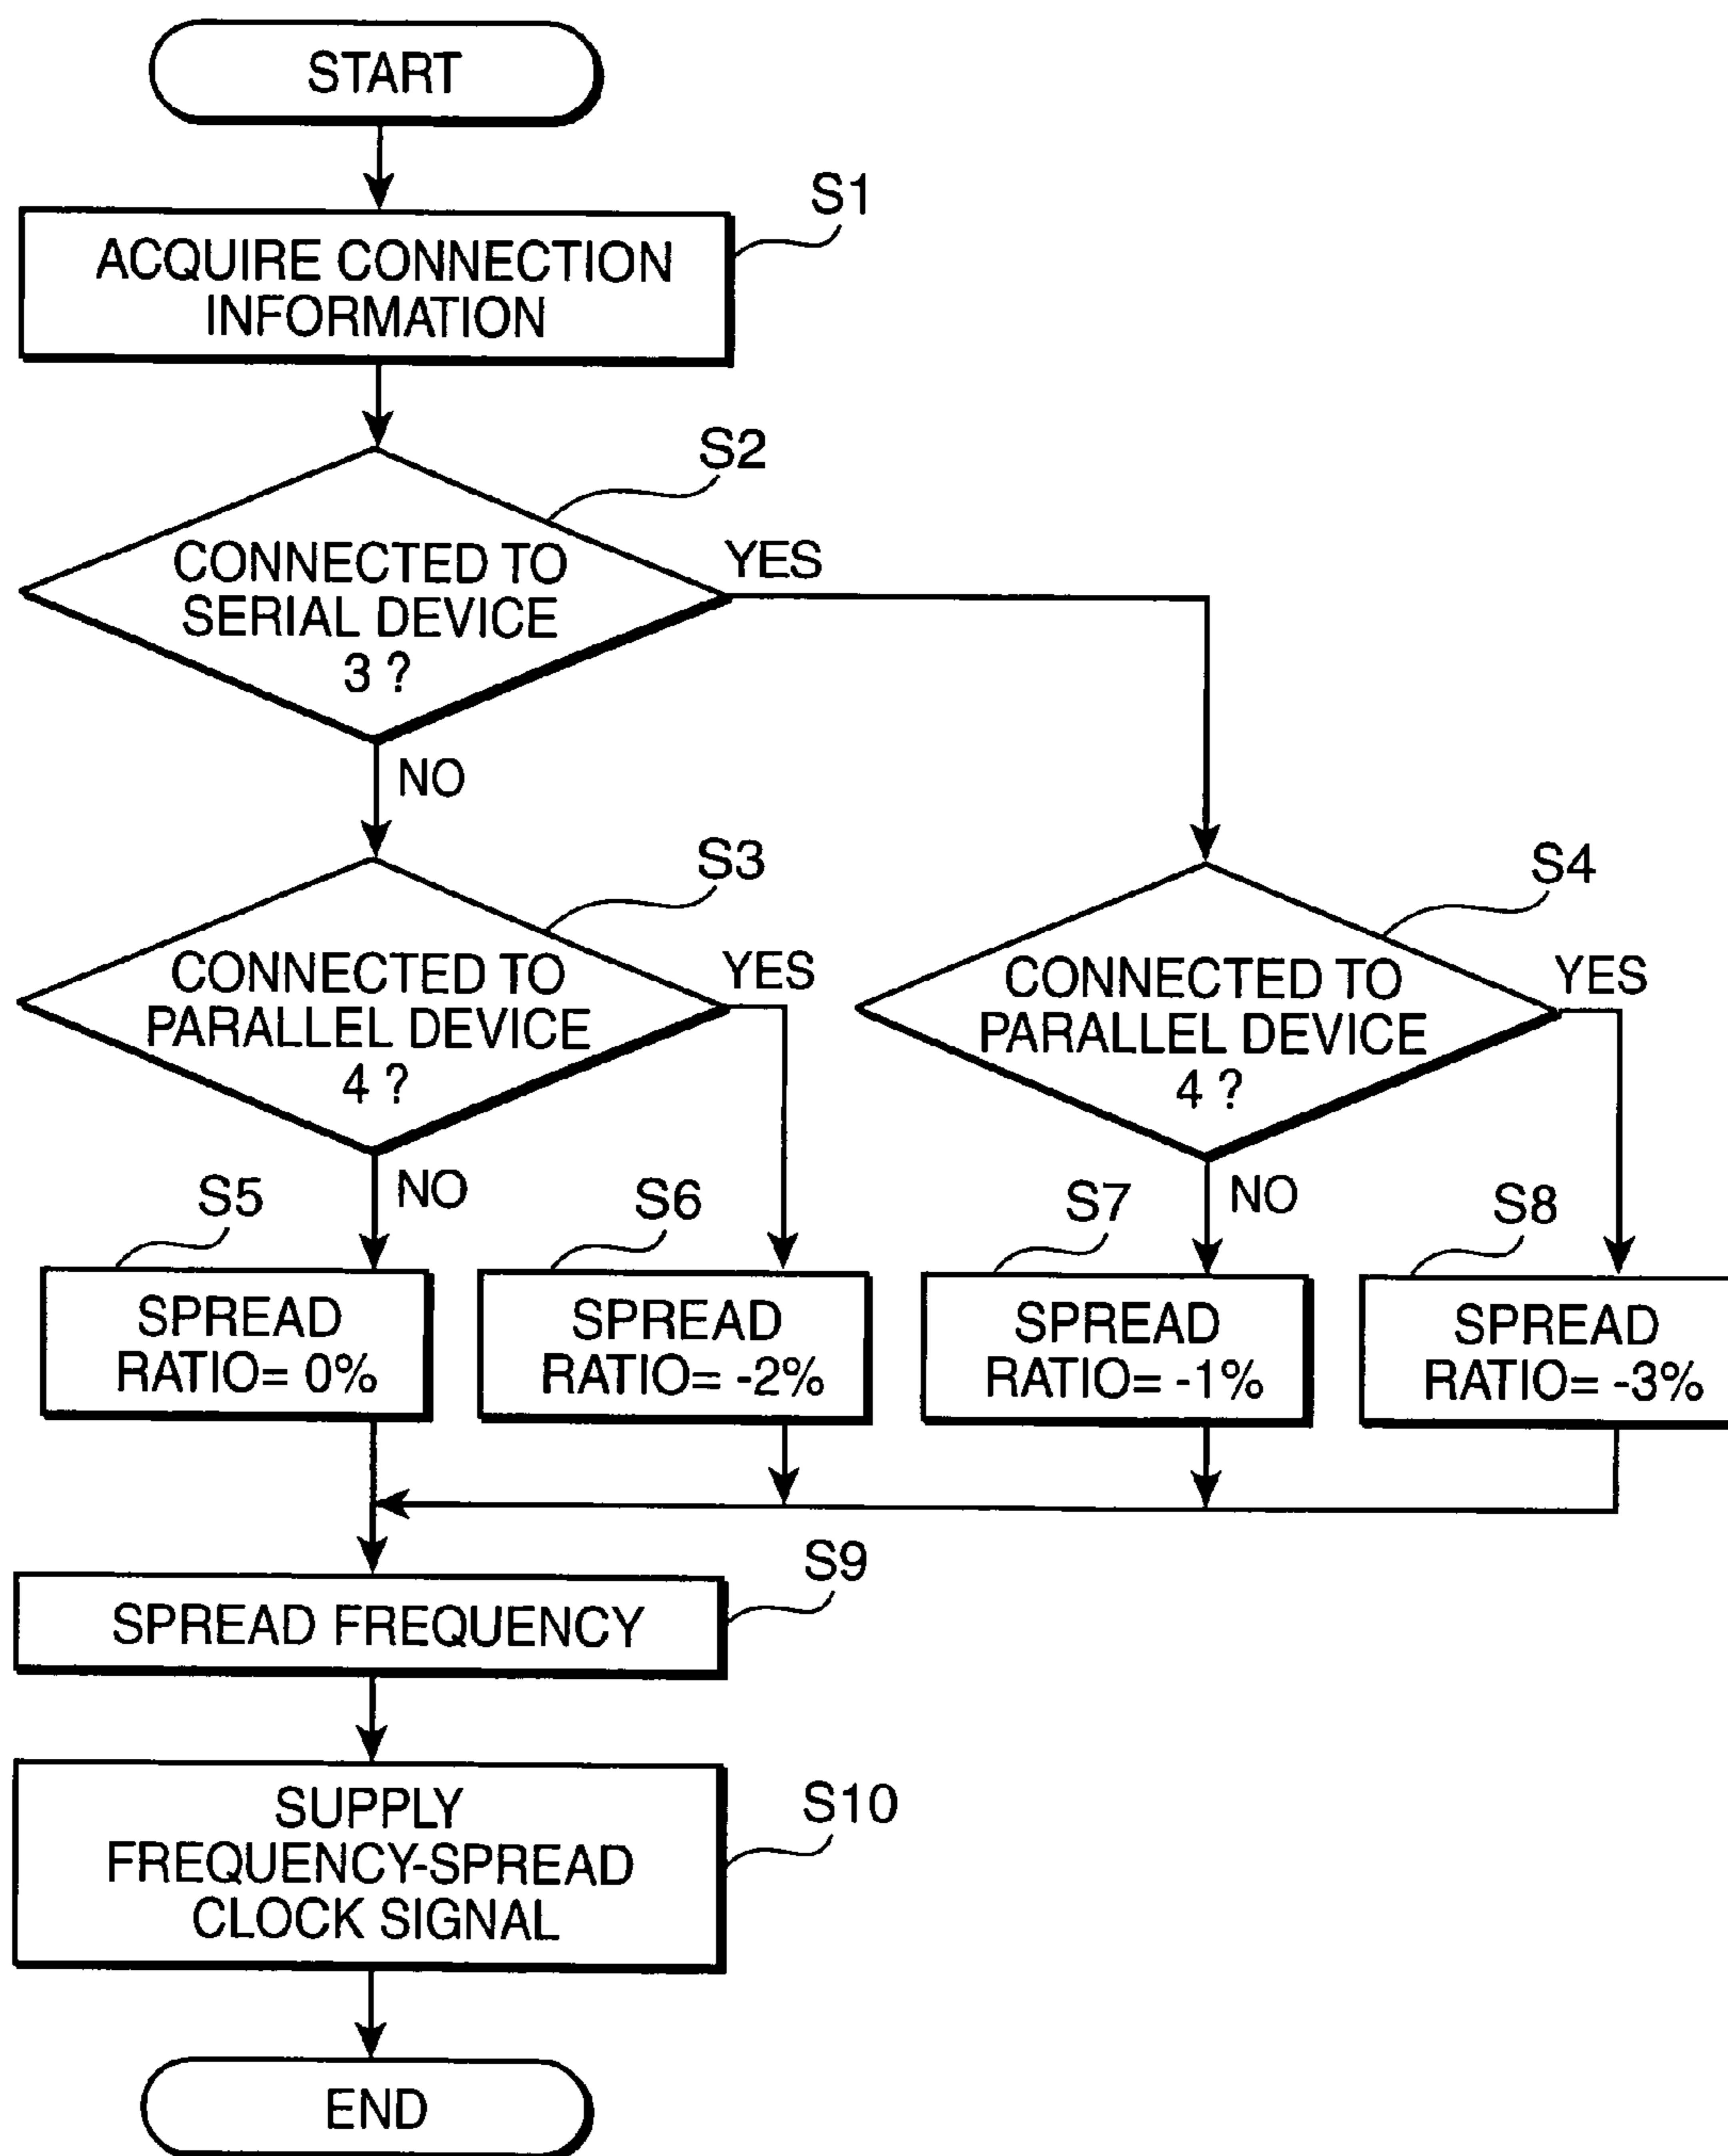 START
S1
ACQUIRE CONNECTION
INFORMATION
S2
CONNECTED TO
SERIAL DEVICE
3 ?
YES
NO
S3
CONNECTED TO
PARALLEL DEVICE
4 ?
YES
NO
S4
CONNECTED TO
PARALLEL DEVICE
4 ?
YES
NO
S5
SPREAD
RATIO= 0%
S6
SPREAD
RATIO= -2%
S7
SPREAD
RATIO= -1%
S8
SPREAD
RATIO= -3%
S9
SPREAD FREQUENCY
S10
SUPPLY
FREQUENCY-SPREAD
CLOCK SIGNAL
END